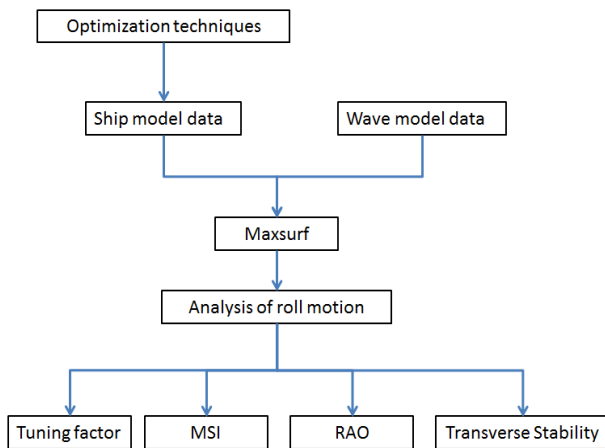 Optimization techniques
Ship model data
Wave model data
Maxsurf
Analysis of roll motion
Tuning factor
MSI
RAO
Transverse Stability